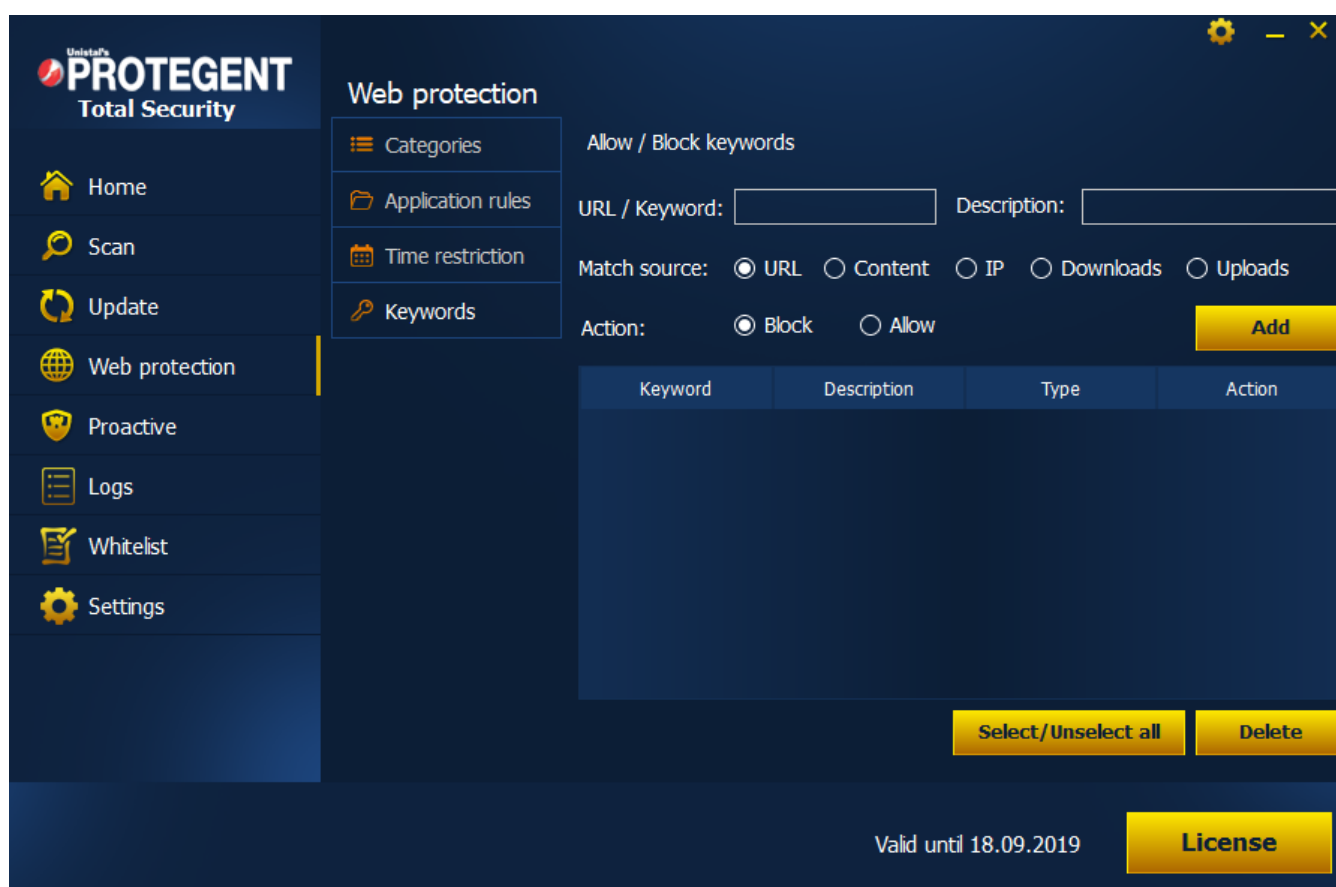 Unistal's
PROTEGENT
Total Security
Home
Scan
Update
Web protection
Proactive
Logs
Whitelist
Settings
Web protection
Categories
Application rules
Time restriction
Keywords
Allow / Block keywords
URL / Keyword: Description:
Match source: URL Content IP Downloads Uploads
Action: Block Allow Add
Keyword Description Type Action
Select/Unselect all Delete
Valid until 18.09.2019 License